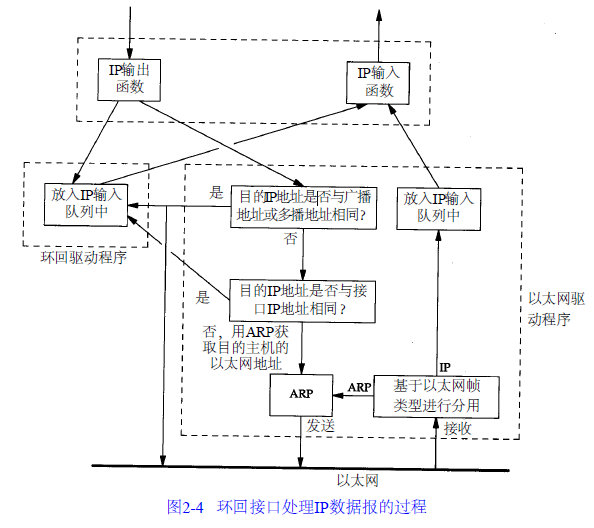 IP输出
函数
IP输入
函数
放入IP输入
队列中
环回驱动程序
是
目的IP地址是否与广播
地址或多播地址相同?
否
放入IP输入
队列中
是
目的IP地址是否与接
口IP地址相同?
以太网驱
动程序
否，用ARP获
取目的主机的
以太网地址
ARP
ARP
IP
基于以太网帧
类型进行分用
发送
接收
以太网
图2-4 环回接口处理IP数据报的过程